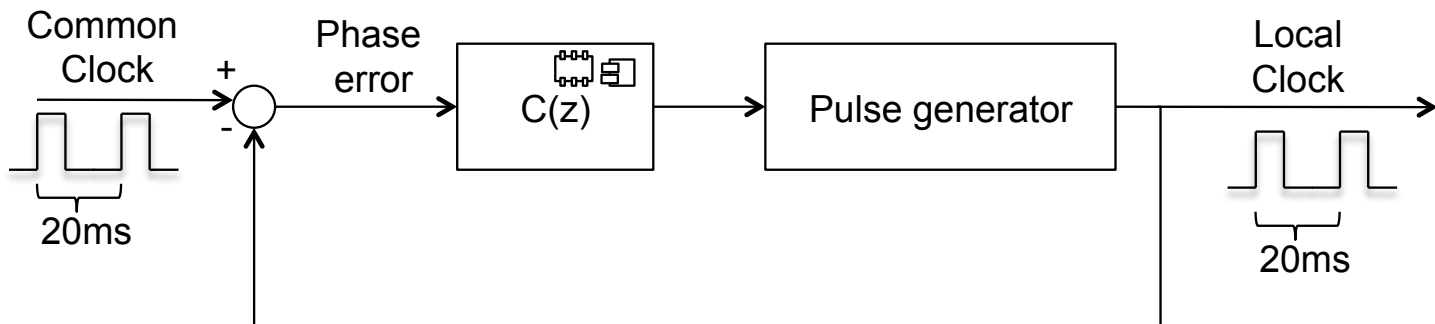 Common
Clock
+
-
20ms
Phase
error
C(z)
Pulse generator
Local
Clock
20ms